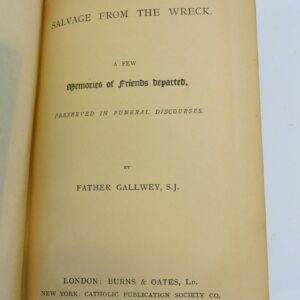 SALVAGE FROM THE WRECK.
A FEW
Memories of Friends departed,
PRESERVED IN FUNERAL DISCOURSES.
BY
FATHER GALLWEY, S.J.
LONDON: BURNS & OATES, LD.
NEW YORK: CATHOLIC PUBLICATION SOCIETY CO.